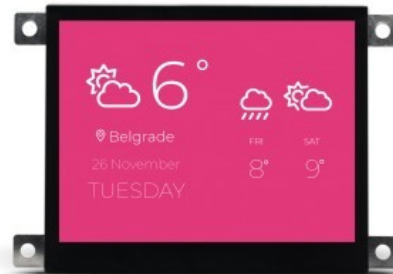 6°
Belgrade
26 November
TUESDAY
FRI SAT
8° 9°